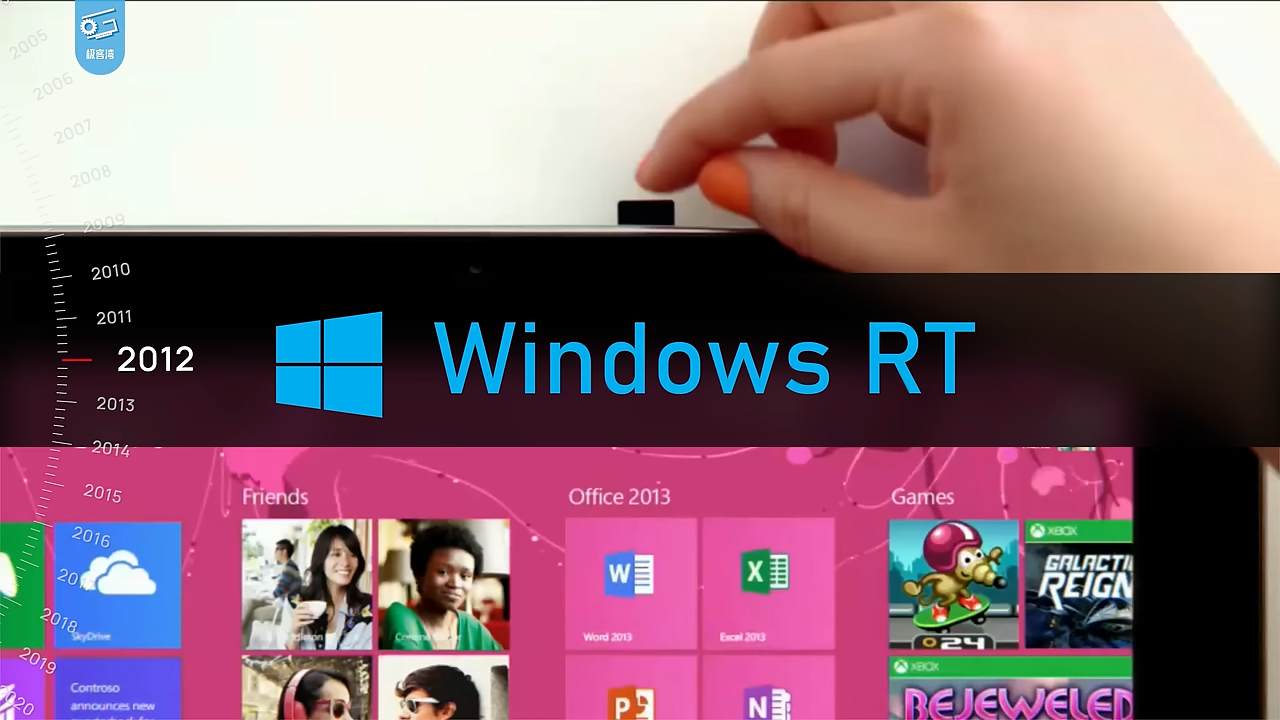 极客湾
2005
2006
2007
2008
2009
2010
2011
2012
2013
2014
2015
2016
2018
2019
Windows RT
Friends
Office 2013
Games
SkyDrive
Word 2013
Excel 2013
XBOX
GALACTIC
REIGN
24
Controso
announces new
XBOX
BEJEWELED